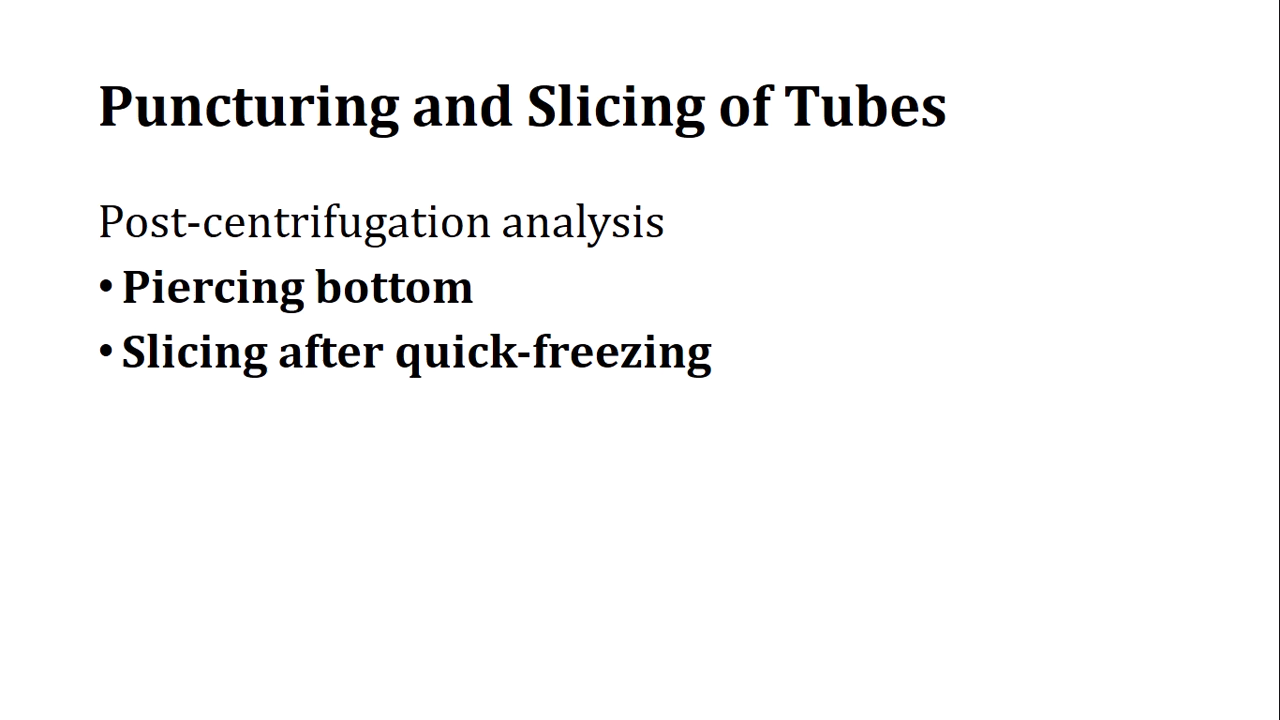 Puncturing and Slicing of Tubes
Post-centrifugation analysis
• Piercing bottom
• Slicing after quick-freezing